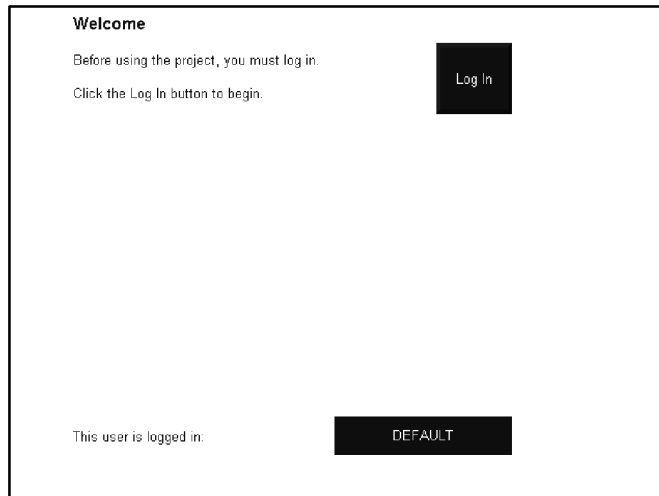 Welcome
Before using the project, you must log in.
Click the Log In button to begin.
Log In
This user is logged in:
DEFAULT